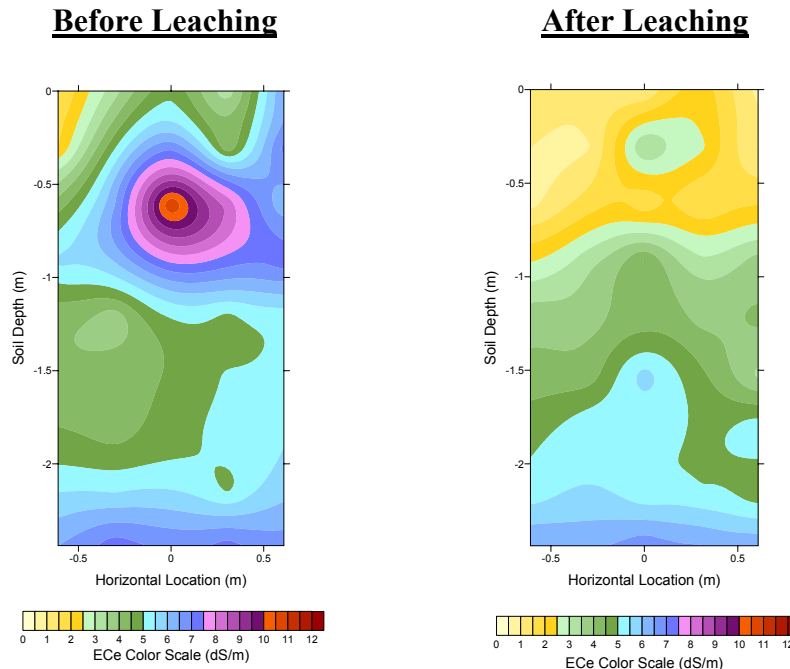 Before Leaching
After Leaching
0
-0.5
-1
-1.5
-2
Soil Depth (m)
-0.5 0 0.5
Horizontal Location (m)
0 1 2 3 4 5 6 7 8 9 10 11 12
ECe Color Scale (dS/m)
0
-0.5
-1
-1.5
-2
Soil Depth (m)
-0.5 0 0.5
Horizontal Location (m)
0 1 2 3 4 5 6 7 8 9 10 11 12
ECe Color Scale (dS/m)